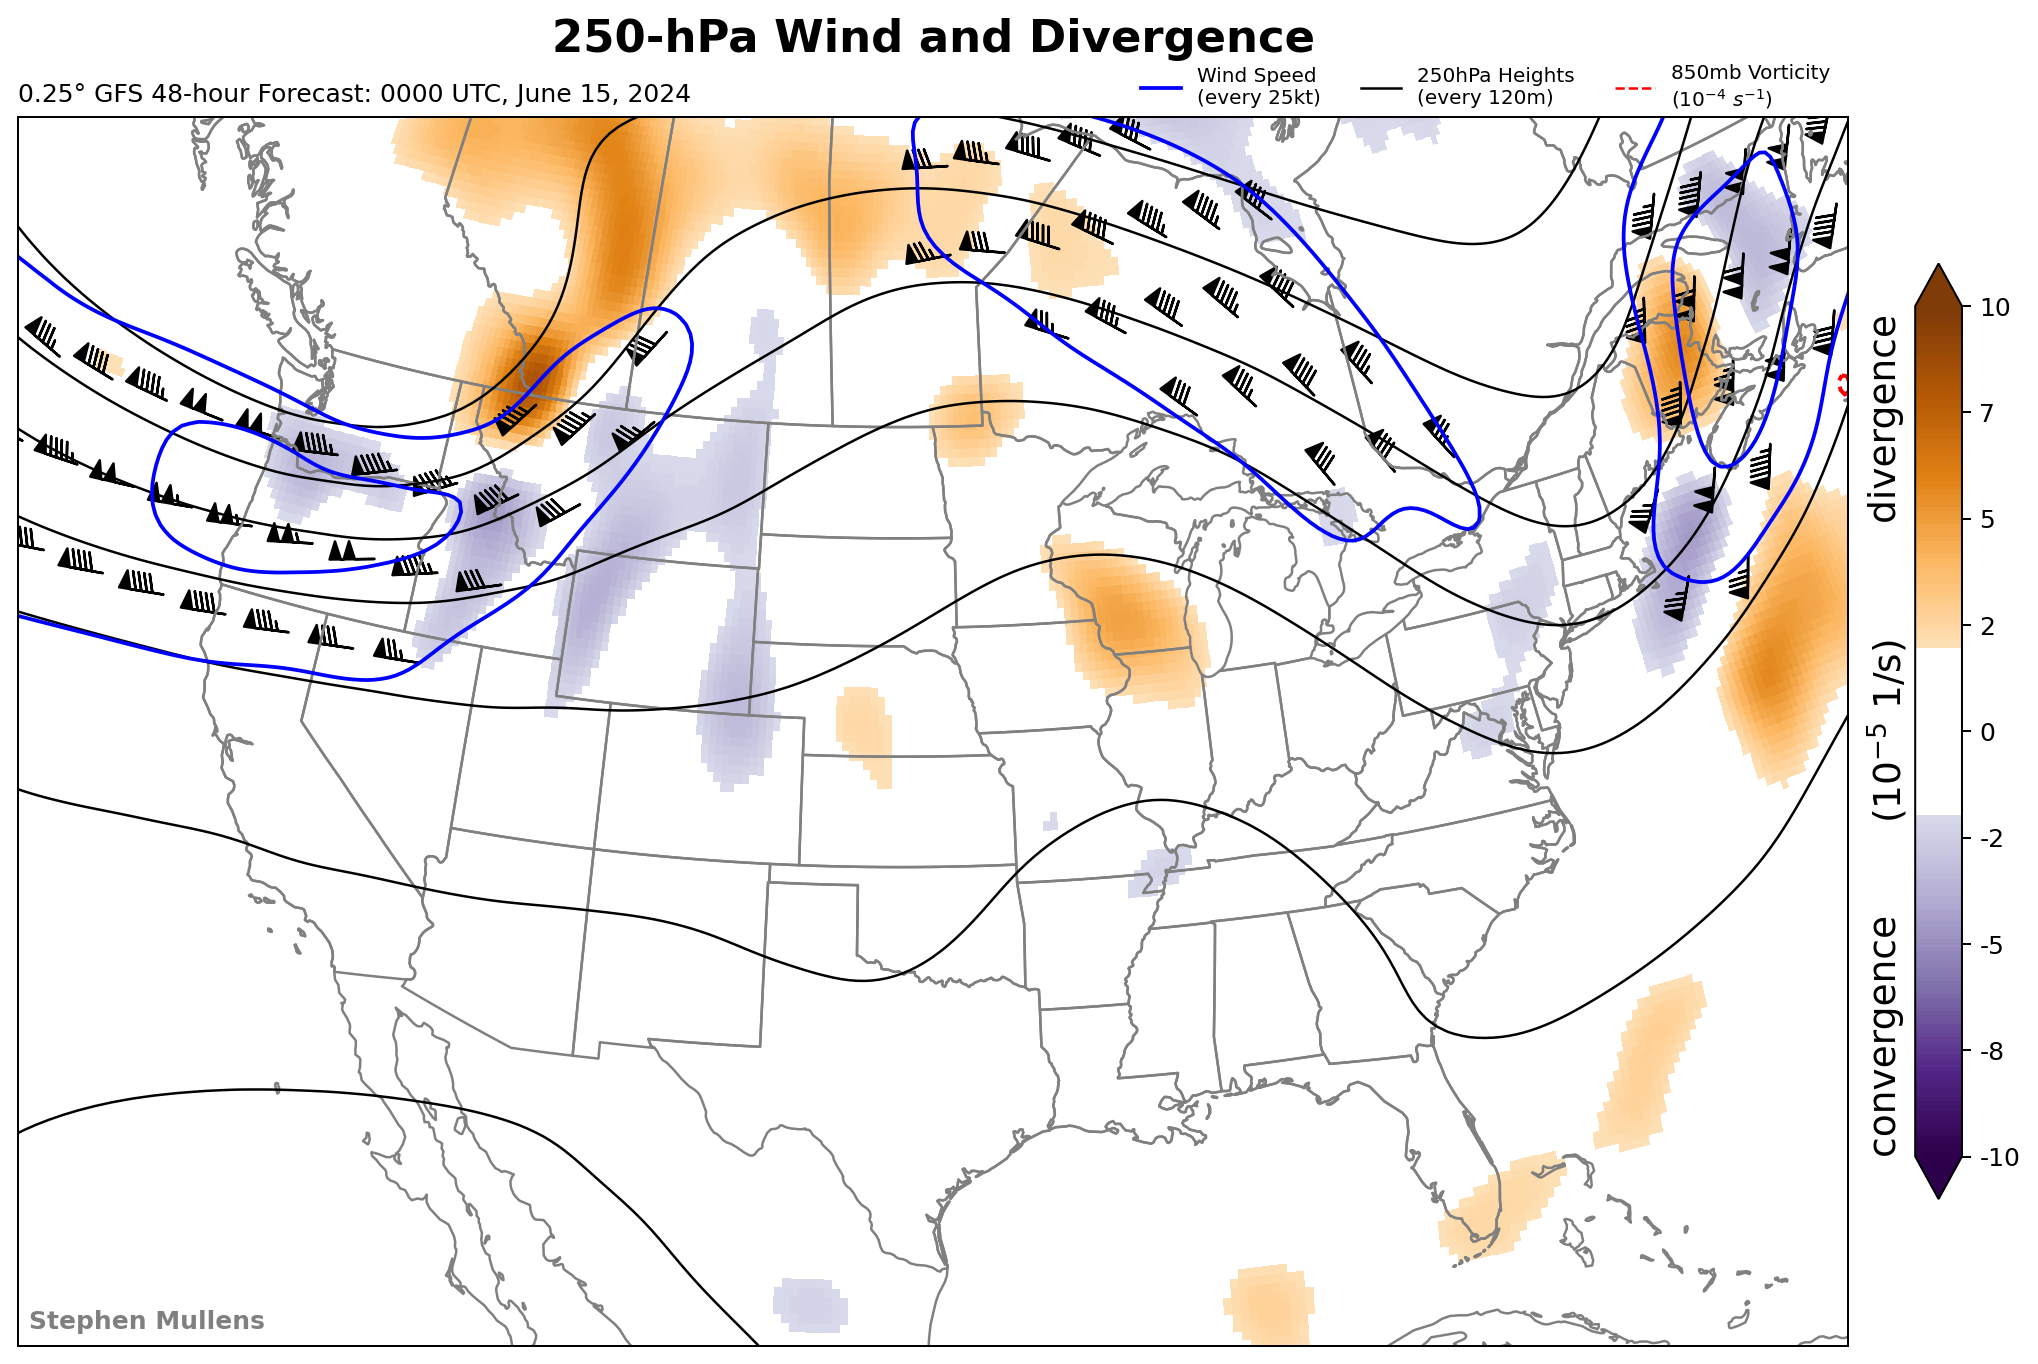 250-hPa Wind and Divergence
0.25° GFS 48-hour Forecast: 0000 UTC, June 15, 2024
Wind Speed
(every 25kt)
250hPa Heights
(every 120m)
850mb Vorticity
(10⁻⁴ s⁻¹)
10
7
5
2
0
-2
-5
-8
-10
convergence (10⁻⁵ 1/s) divergence
Stephen Mullens